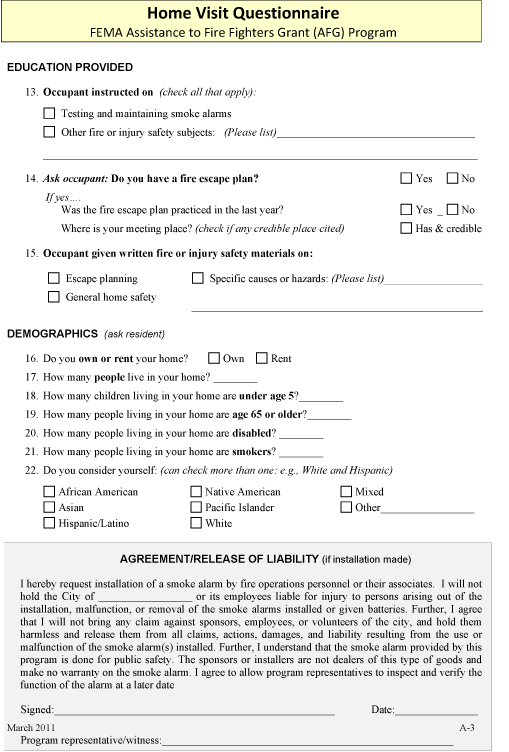 Home Visit Questionnaire
FEMA Assistance to Fire Fighters Grant (AFG) Program
EDUCATION PROVIDED
13. Occupant instructed on (check all that apply):
Testing and maintaining smoke alarms
Other fire or injury safety subjects: (Please list)
14. Ask occupant: Do you have a fire escape plan? Yes No
If yes….
Was the fire escape plan practiced in the last year? Yes _ No
Where is your meeting place? (check if any credible place cited) Has & credible
15. Occupant given written fire or injury safety materials on:
Escape planning Specific causes or hazards: (Please list)
General home safety
DEMOGRAPHICS (ask resident)
16. Do you own or rent your home? Own Rent
17. How many people live in your home?
18. How many children living in your home are under age 5?
19. How many people living in your home are age 65 or older?
20. How many people living in your home are disabled?
21. How many people living in your home are smokers?
22. Do you consider yourself: (can check more than one: e.g., White and Hispanic)
African American Native American Mixed
Asian Pacific Islander Other
Hispanic/Latino White
AGREEMENT/RELEASE OF LIABILITY (if installation made)
I hereby request installation of a smoke alarm by fire operations personnel or their associates. I will not
hold the City of ___________________ or its employees liable for injury to persons arising out of the
installation, malfunction, or removal of the smoke alarms installed or given batteries. Further, I agree
that I will not bring any claim against sponsors, employees, or volunteers of the city, and hold them
harmless and release them from all claims, actions, damages, and liability resulting from the use or
malfunction of the smoke alarm(s) installed. Further, I understand that the smoke alarm provided by this
program is done for public safety. The sponsors or installers are not dealers of this type of goods and
make no warranty on the smoke alarm. I agree to allow program representatives to inspect and verify the
function of the alarm at a later date
Signed: Date:
March 2011 A-3
Program representative/witness: